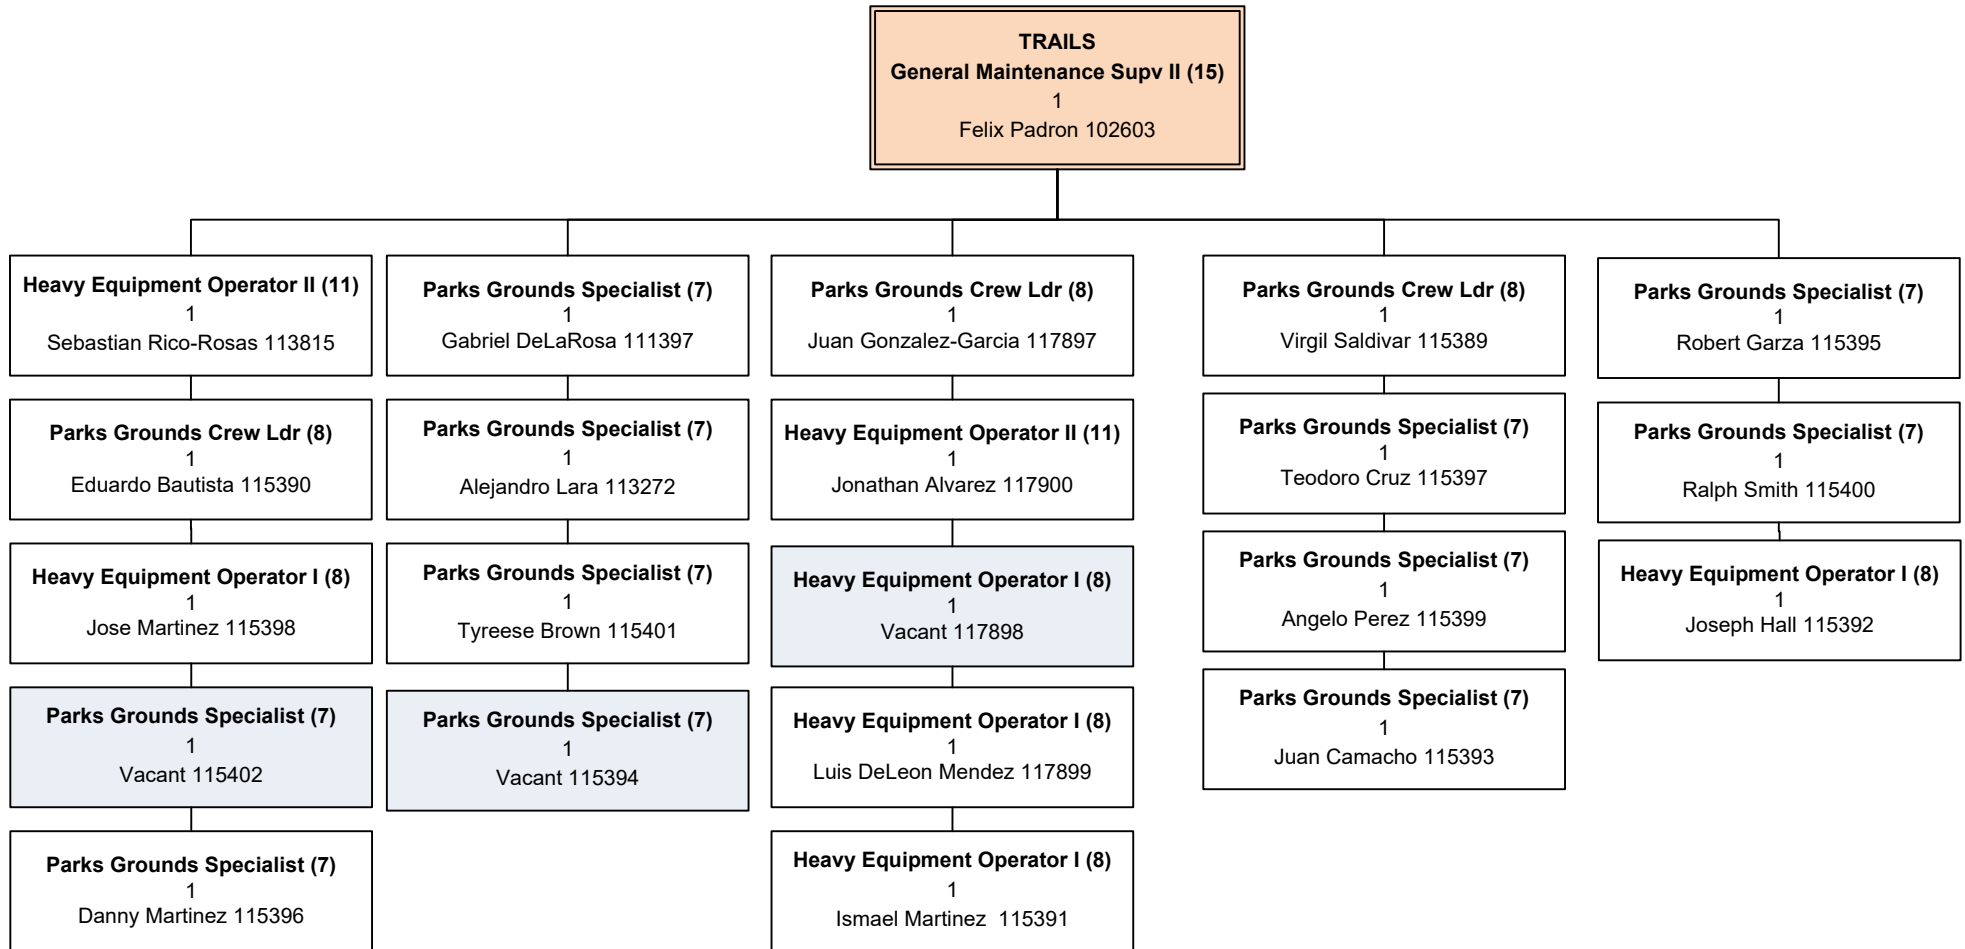 TRAILS
General Maintenance Supv II (15)
1
Felix Padron 102603
Heavy Equipment Operator II (11)
1
Sebastian Rico-Rosas 113815
Parks Grounds Crew Ldr (8)
1
Eduardo Bautista 115390
Heavy Equipment Operator I (8)
1
Jose Martinez 115398
Parks Grounds Specialist (7)
1
Vacant 115402
Parks Grounds Specialist (7)
1
Danny Martinez 115396
Parks Grounds Specialist (7)
1
Gabriel DeLaRosa 111397
Parks Grounds Specialist (7)
1
Alejandro Lara 113272
Parks Grounds Specialist (7)
1
Tyreese Brown 115401
Parks Grounds Specialist (7)
1
Vacant 115394
Parks Grounds Crew Ldr (8)
1
Juan Gonzalez-Garcia 117897
Heavy Equipment Operator II (11)
1
Jonathan Alvarez 117900
Heavy Equipment Operator I (8)
1
Vacant 117898
Heavy Equipment Operator I (8)
1
Luis DeLeon Mendez 117899
Heavy Equipment Operator I (8)
1
Ismael Martinez  115391
Parks Grounds Crew Ldr (8)
1
Virgil Saldivar 115389
Parks Grounds Specialist (7)
1
Teodoro Cruz 115397
Parks Grounds Specialist (7)
1
Angelo Perez 115399
Parks Grounds Specialist (7)
1
Juan Camacho 115393
Parks Grounds Specialist (7)
1
Robert Garza 115395
Parks Grounds Specialist (7)
1
Ralph Smith 115400
Heavy Equipment Operator I (8)
1
Joseph Hall 115392